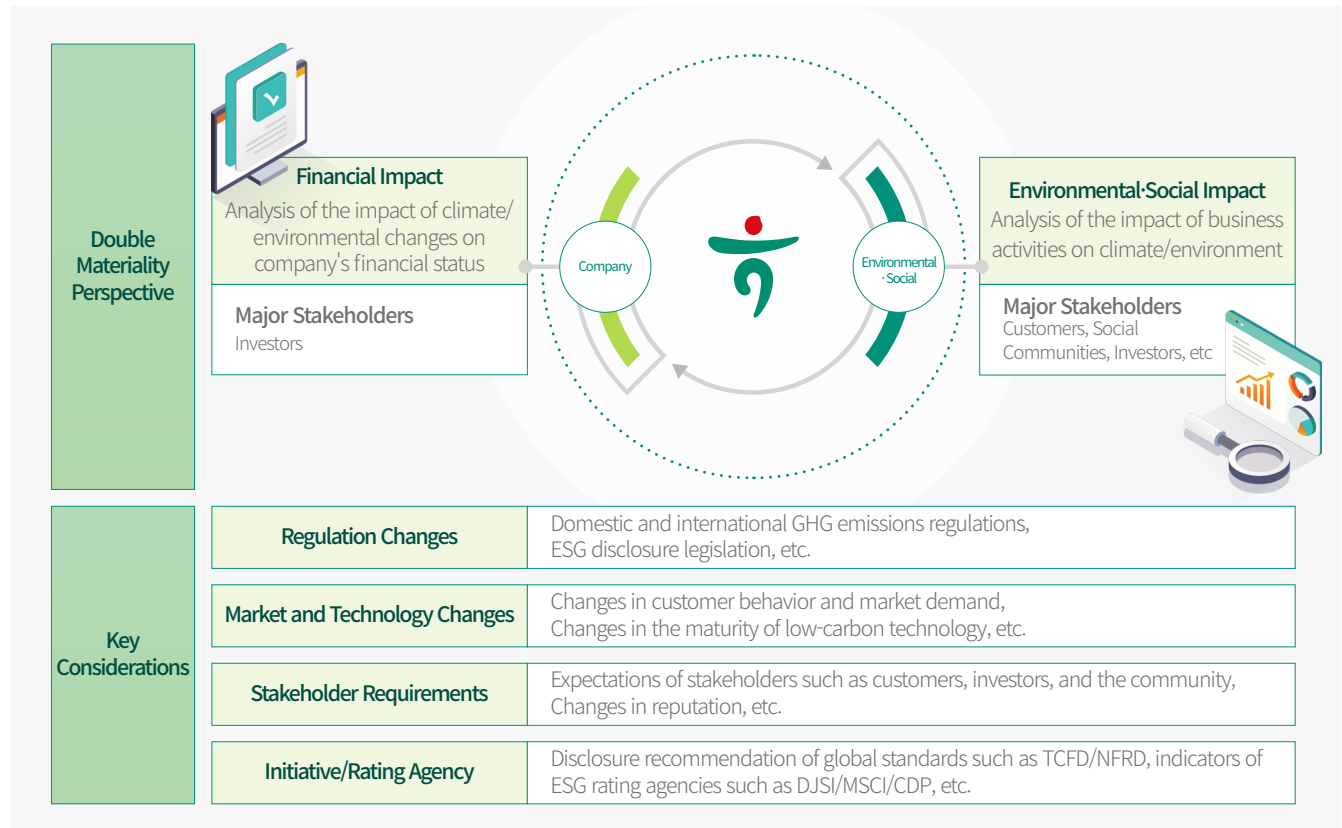 Double
Materiality
Perspective
Financial Impact
Analysis of the impact of climate/
environmental changes on
company's financial status
Major Stakeholders
Investors
Company
Environmental
· Social
Environmental·Social Impact
Analysis of the impact of business
activities on climate/environment
Major Stakeholders
Customers, Social
Communities, Investors, etc
Key
Considerations
Regulation Changes
Domestic and international GHG emissions regulations,
ESG disclosure legislation, etc.
Market and Technology Changes
Changes in customer behavior and market demand,
Changes in the maturity of low-carbon technology, etc.
Stakeholder Requirements
Expectations of stakeholders such as customers, investors, and the community,
Changes in reputation, etc.
Initiative/Rating Agency
Disclosure recommendation of global standards such as TCFD/NFRD, indicators of
ESG rating agencies such as DJSI/MSCI/CDP, etc.